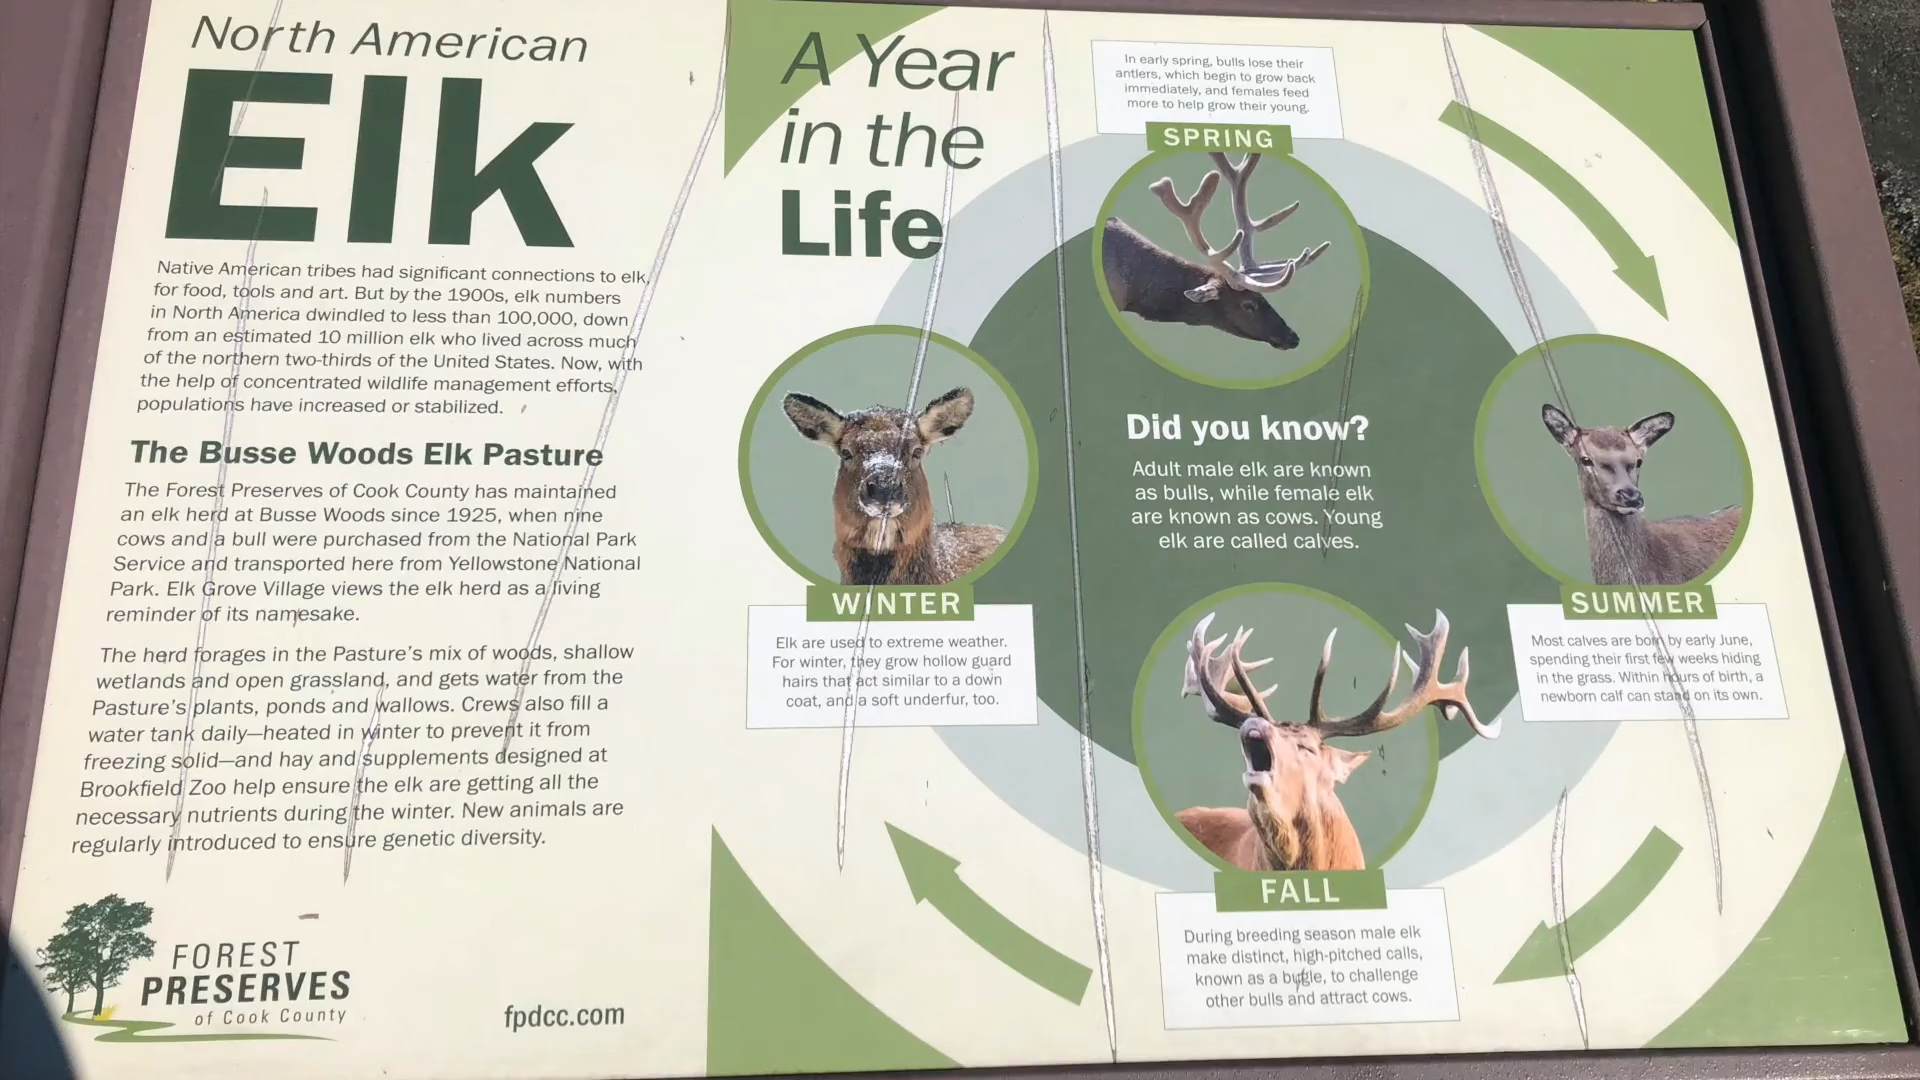 North American
Elk
Native American tribes had significant connections to elk,
for food, tools and art. But by the 1900s, elk numbers
in North America dwindled to less than 100,000, down
from an estimated 10 million elk who lived across much
of the northern two-thirds of the United States. Now, with
the help of concentrated wildlife management efforts,
populations have increased or stabilized.
The Busse Woods Elk Pasture
The Forest Preserves of Cook County has maintained
an elk herd at Busse Woods since 1925, when nine
cows and a bull were purchased from the National Park
Service and transported here from Yellowstone National
Park. Elk Grove Village views the elk herd as a living
reminder of its namesake.
The herd forages in the Pasture's mix of woods, shallow
wetlands and open grassland, and gets water from the
Pasture's plants, ponds and wallows. Crews also fill a
water tank daily—heated in winter to prevent it from
freezing solid—and hay and supplements designed at
Brookfield Zoo help ensure the elk are getting all the
necessary nutrients during the winter. New animals are
regularly introduced to ensure genetic diversity.
FOREST
PRESERVES
of Cook County
fpdcc.com
A Year
in the
Life
In early spring, bulls lose their
antlers, which begin to grow back
immediately, and females feed
more to help grow their young.
SPRING
Did you know?
Adult male elk are known
as bulls, while female elk
are known as cows. Young
elk are called calves.
SUMMER
Most calves are born by early June,
spending their first few weeks hiding
in the grass. Within hours of birth, a
newborn calf can stand on its own.
FALL
During breeding season male elk
make distinct, high-pitched calls,
known as a bugle, to challenge
other bulls and attract cows.
WINTER
Elk are used to extreme weather.
For winter, they grow hollow guard
hairs that act similar to a down
coat, and a soft underfur, too.